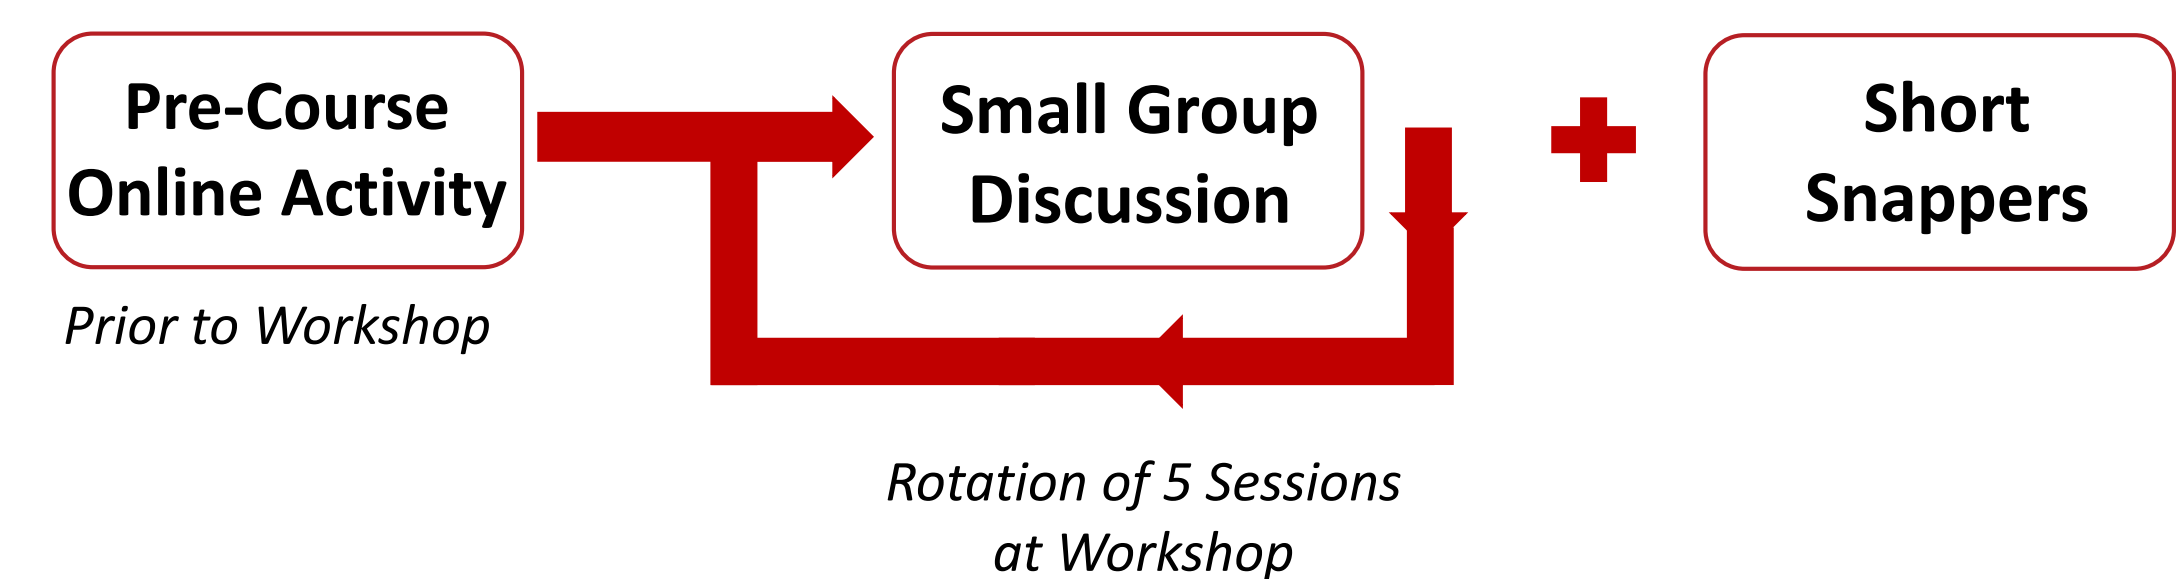 Pre-Course
Online Activity
Prior to Workshop
Small Group
Discussion
Rotation of 5 Sessions
at Workshop
Short
Snappers